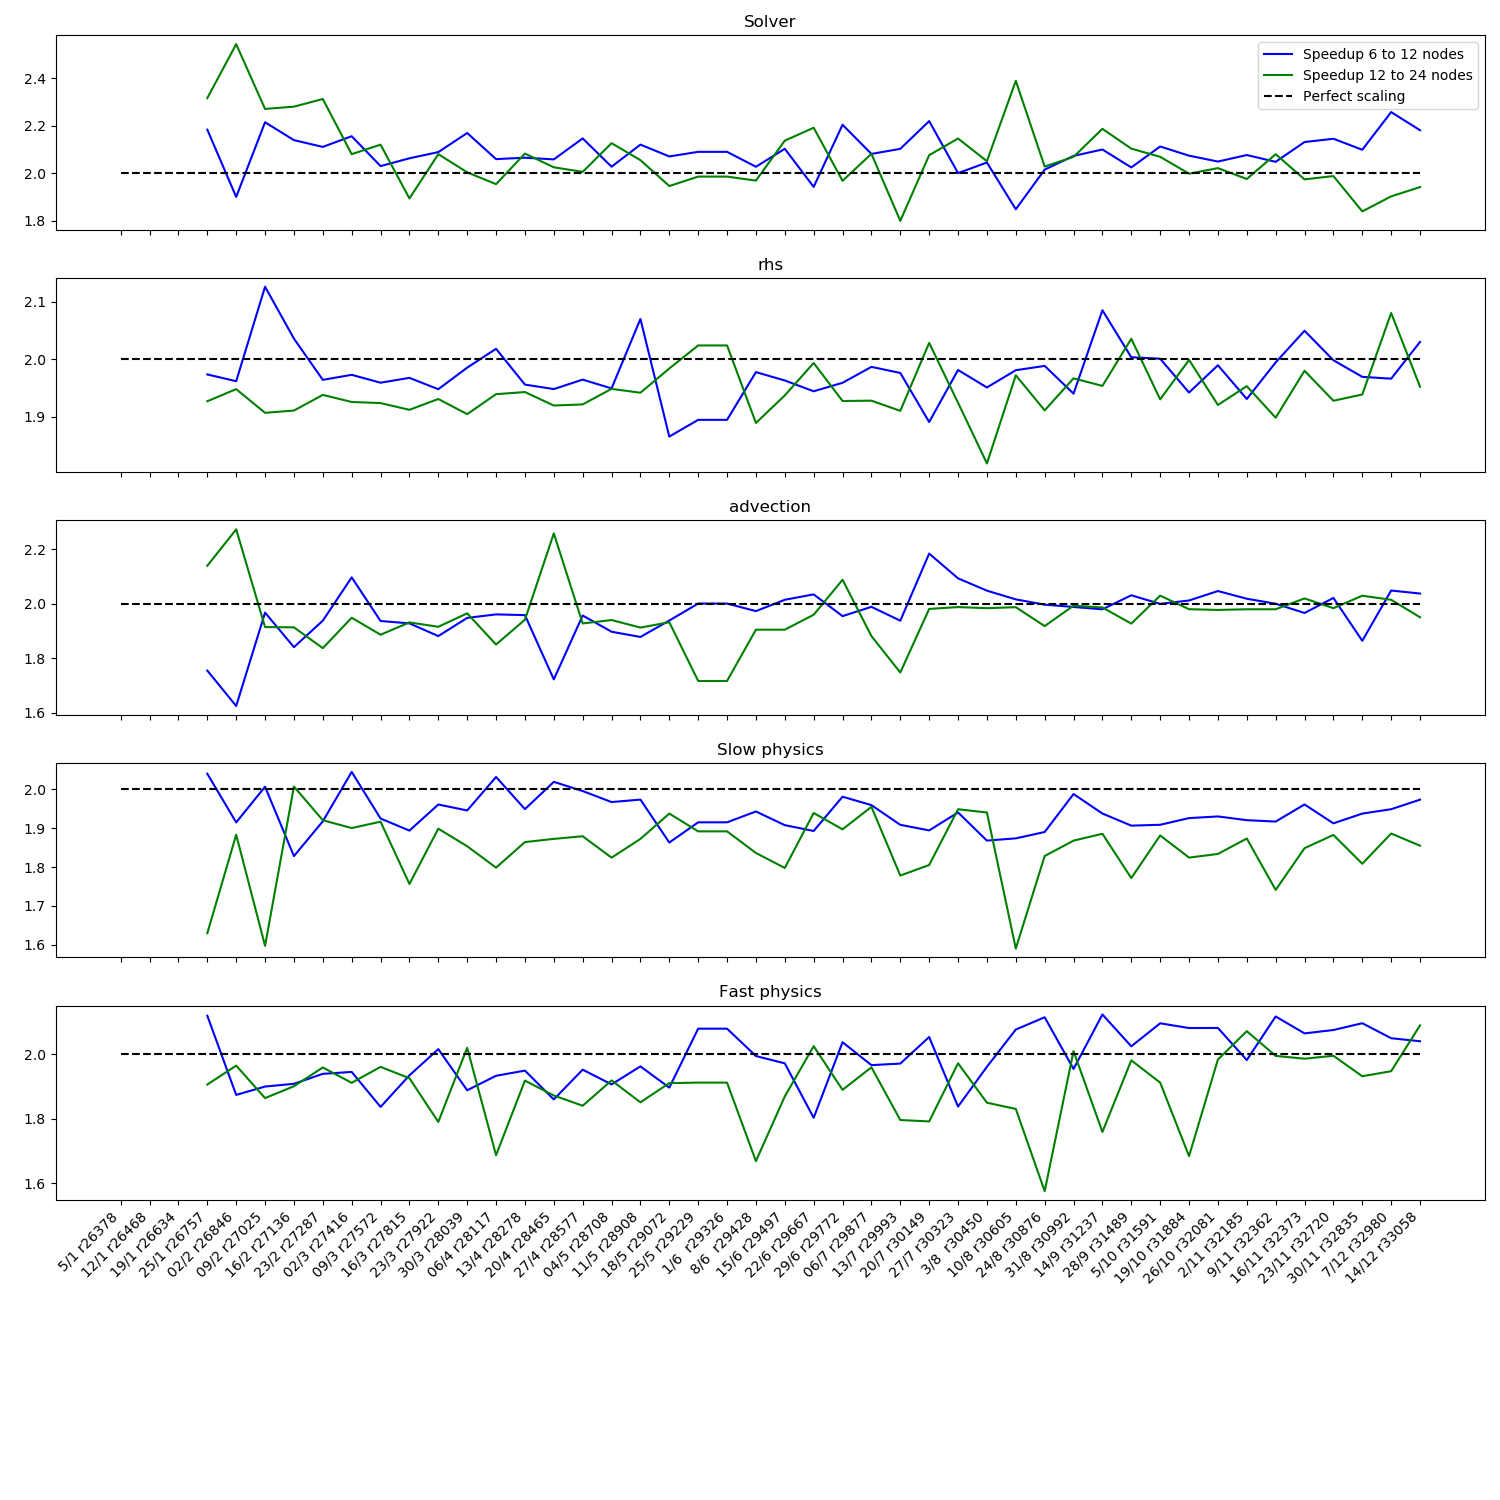 Solver
2.4
2.2
2.0
1.8
Speedup 6 to 12 nodes
Speedup 12 to 24 nodes
Perfect scaling
rhs
2.1
2.0
1.9
advection
2.2
2.0
1.8
1.6
Slow physics
2.0
1.9
1.8
1.7
1.6
Fast physics
2.0
1.8
1.6
5/1 r26378
12/1 r26468
19/1 r26634
25/1 r26757
02/2 r26846
09/2 r27025
16/2 r27136
23/2 r27287
02/3 r27416
09/3 r27572
16/3 r27815
23/3 r27922
30/3 r28039
06/4 r28117
13/4 r28278
20/4 r28465
27/4 r28577
04/5 r28708
11/5 r28908
18/5 r29072
25/5 r29229
1/6 r29326
8/6 r29428
15/6 r29497
22/6 r29667
29/6 r29772
06/7 r29877
13/7 r29993
20/7 r30149
27/7 r30323
3/8 r30450
10/8 r30605
24/8 r30876
31/8 r30992
14/9 r31237
28/9 r31489
5/10 r31591
19/10 r31884
26/10 r32081
2/11 r32185
9/11 r32362
16/11 r32373
23/11 r32720
30/11 r32835
7/12 r32980
14/12 r33058